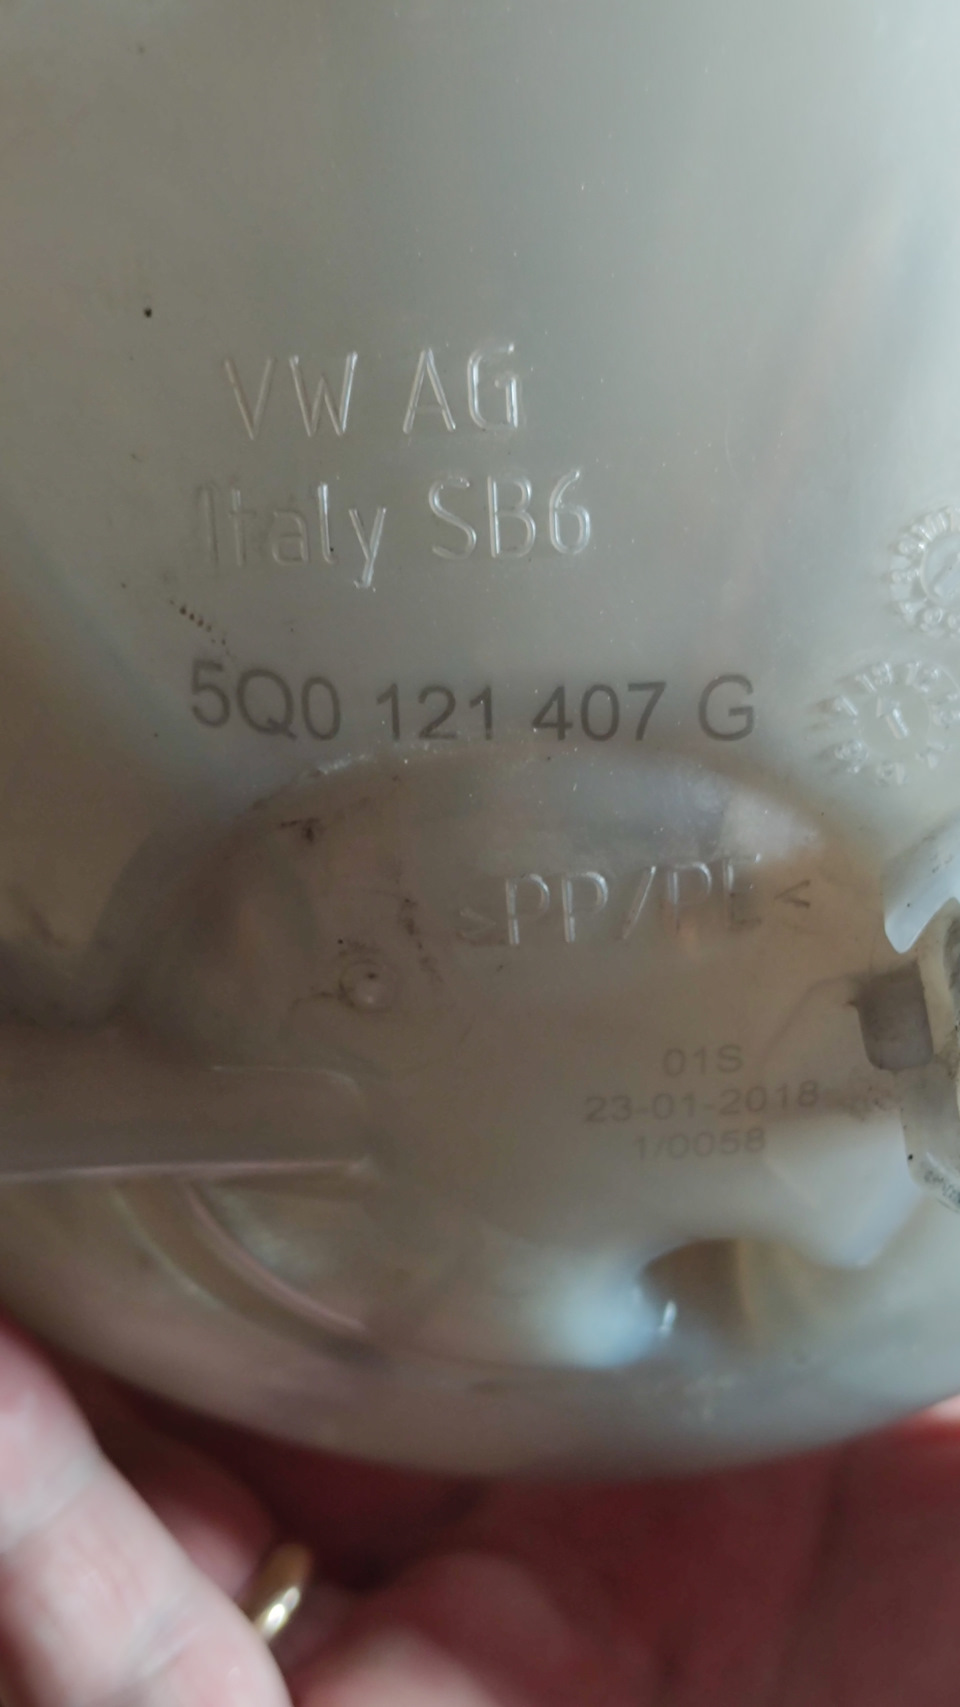 VW AG
Italy SB6
5Q0 121 407 G
>PP/PE<
01S
23-01-2018
1/0058